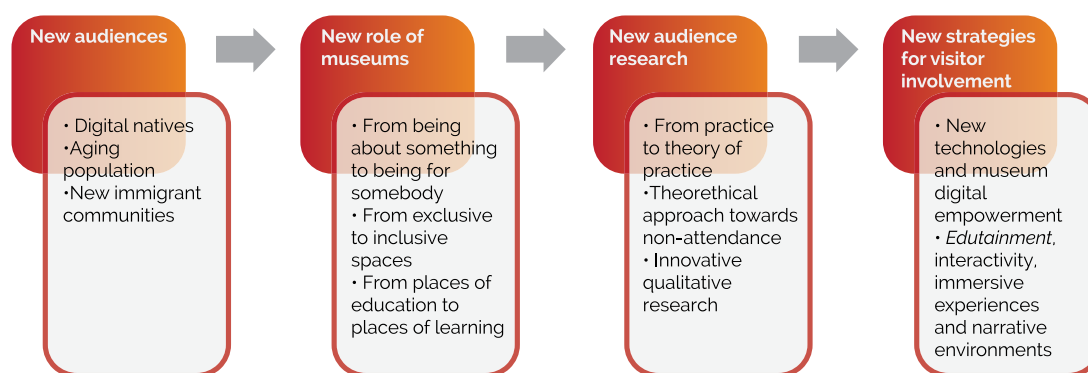 New audiences
• Digital natives
•Aging
population
•New immigrant
communities
New role of
museums
• From being
about something
to being for
somebody
• From exclusive
to inclusive
spaces
• From places of
education to
places of learning
New audience
research
• From practice
to theory of
practice
•Theorethical
approach towards
non-attendance
• Innovative
qualitative
research
New strategies
for visitor
involvement
• New
technologies
and museum
digital
empowerment
• Edutainment,
interactivity,
immersive
experiences
and narrative
environments